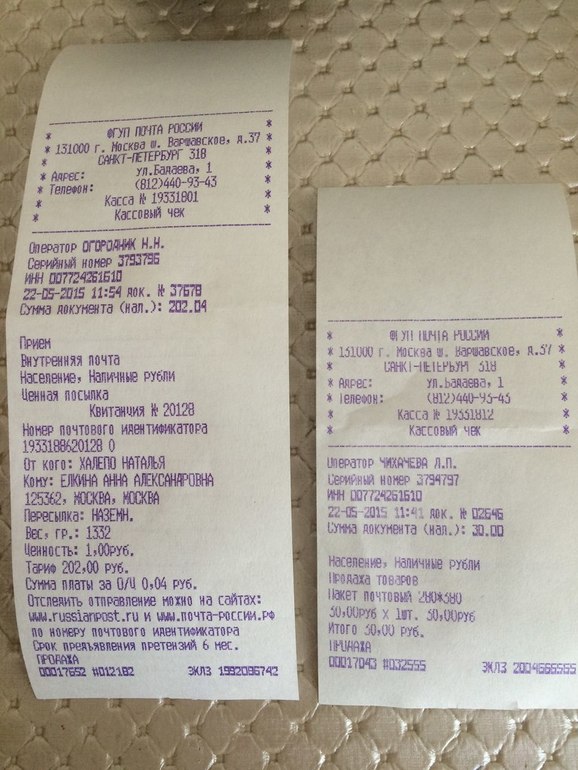 ФГУП ПОЧТА РОССИИ
131000 г. Москва ш. Варшавское, д.37
САНКТ-ПЕТЕРБУРГ 318
* Адрес: ул.Бадаева, 1 *
* Телефон: (812)440-93-43 *
* Касса № 19331801 *
* Кассовый чек *
Оператор ОГОРОДНИК Н.Н.
Серийный номер 3793796
ИНН 007724261610
22-05-2015 11:54 док. № 37678
Сумма документа (нал.): 202.04
Прием
Внутренняя почта
Население, Наличные рубли
Ценная посылка
Квитанция № 20128
Номер почтового идентификатора
1933188620128 0
От кого: ХАЛЕПО НАТАЛЬЯ
Кому: ЕЛКИНА АННА АЛЕКСАНДРОВНА
125362, МОСКВА, МОСКВА
Пересылка: НАЗЕМН.
Вес, гр.: 1332
Ценность: 1,00руб.
Тариф 202,00 руб.
Сумма платы за О/Ц 0,04 руб.
Отследить отправление можно на сайтах:
www.russianpost.ru и www.почта-россии.рф
по номеру почтового идентификатора
Срок предъявления претензий 6 мес.
ПРОДАЖА
00017652 #012182 ЭКЛЗ 1992086742
* ФГУП ПОЧТА РОССИИ *
* 131000 г. Москва ш. Варшавское, д.37 *
* САНКТ-ПЕТЕРБУРГ 318 *
* Адрес: ул.Бадаева, 1 *
* Телефон: (812)440-93-43 *
* Касса № 19331812 *
* Кассовый чек *
Оператор ЧИХАЧЕВА Л.П.
Серийный номер 3794797
ИНН 007724261610
22-05-2015 11:41 док. № 02646
Сумма документа (нал.): 30.00
Население, Наличные рубли
Продажа товаров
Пакет почтовый 280*380
30,00руб X 1шт. 30,00руб
Итого 30,00 руб.
ПРОДАЖА
00017043 #032555 ЭКЛЗ 2004666565